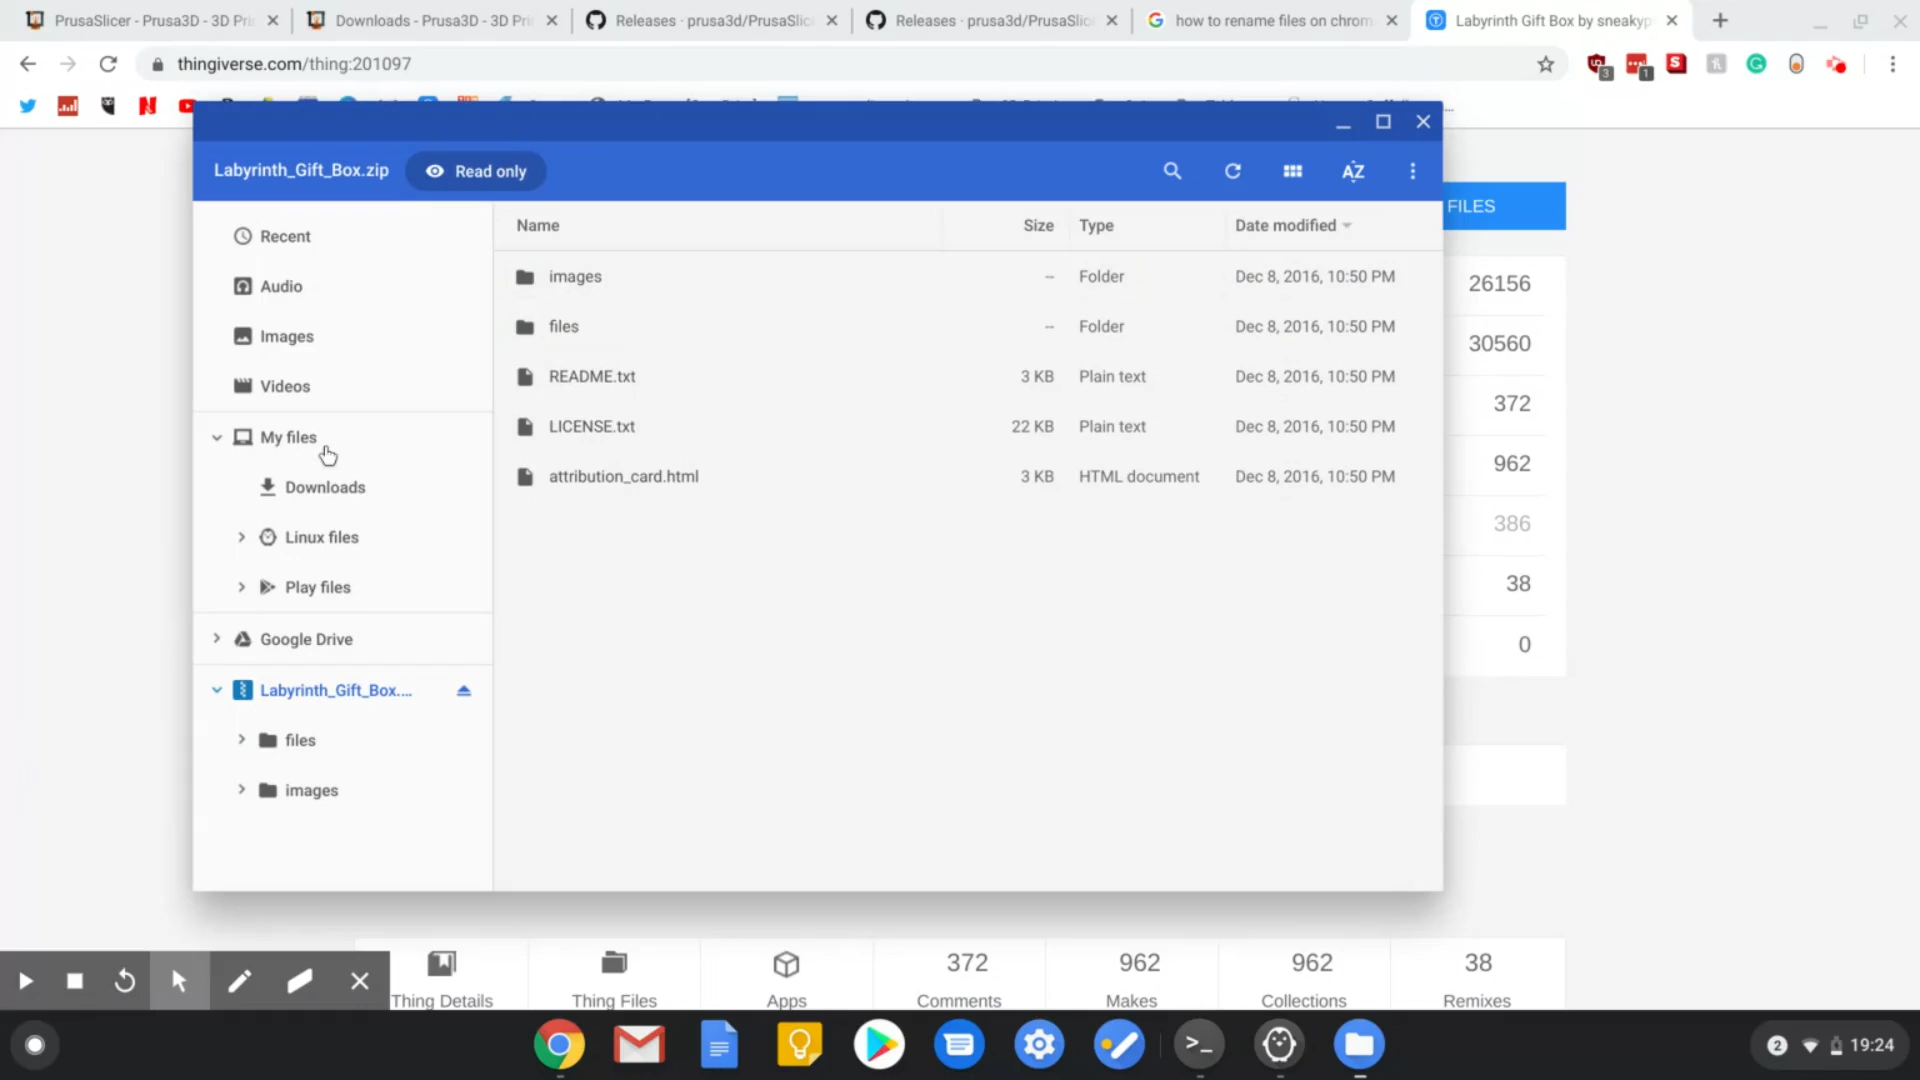 PrusaSlicer - Prusa3D - 3D Pri
Downloads - Prusa3D - 3D Pri
Releases · prusa3d/PrusaSlic
Releases · prusa3d/PrusaSlic
how to rename files on chrom
Labyrinth Gift Box by sneakyp
thingiverse.com/thing:201097
3
1
Labyrinth_Gift_Box.zip
Read only
AZ
FILES
Name
Size
Type
Date modified
Recent
Audio
Images
Videos
My files
Downloads
Linux files
Play files
Google Drive
Labyrinth_Gift_Box....
files
images
images -- Folder Dec 8, 2016, 10:50 PM
files -- Folder Dec 8, 2016, 10:50 PM
README.txt 3 KB Plain text Dec 8, 2016, 10:50 PM
LICENSE.txt 22 KB Plain text Dec 8, 2016, 10:50 PM
attribution_card.html 3 KB HTML document Dec 8, 2016, 10:50 PM
26156
30560
372
962
386
38
0
Thing Details
Thing Files
Apps
372
Comments
962
Makes
962
Collections
38
Remixes
2
19:24